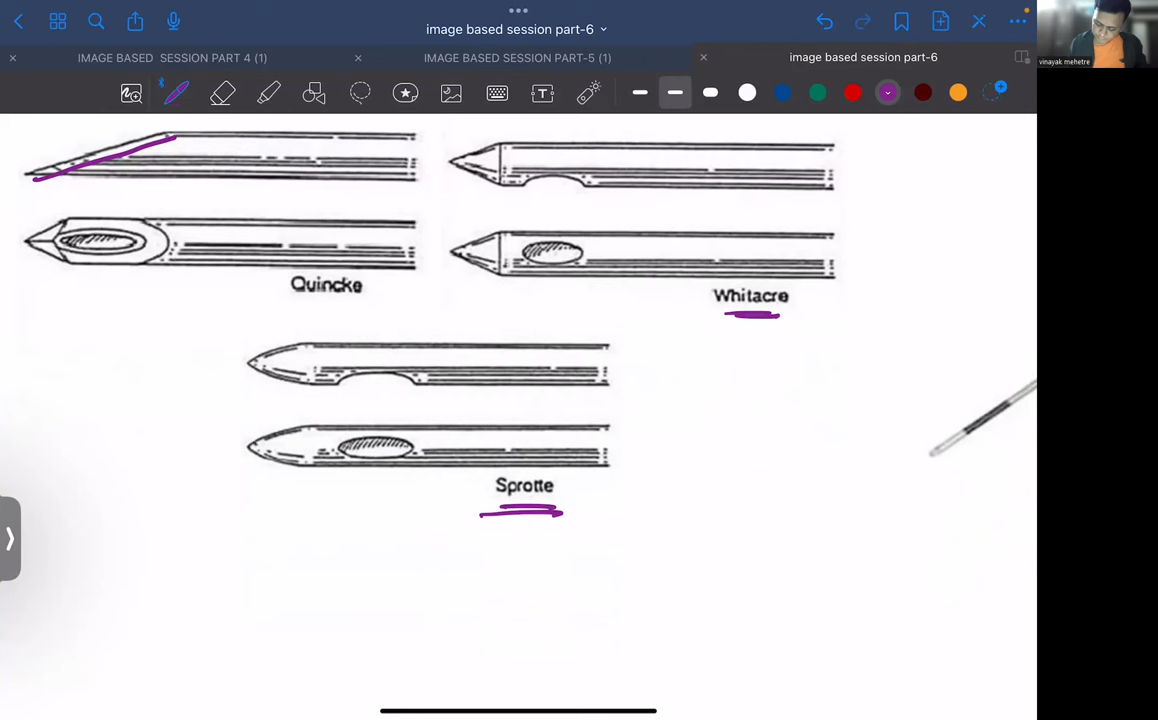 image based session part-6
IMAGE BASED SESSION PART 4 (1)
IMAGE BASED SESSION PART-5 (1)
image based session part-6
vinayak mehetre
Quincke
Whitacre
Sprotte